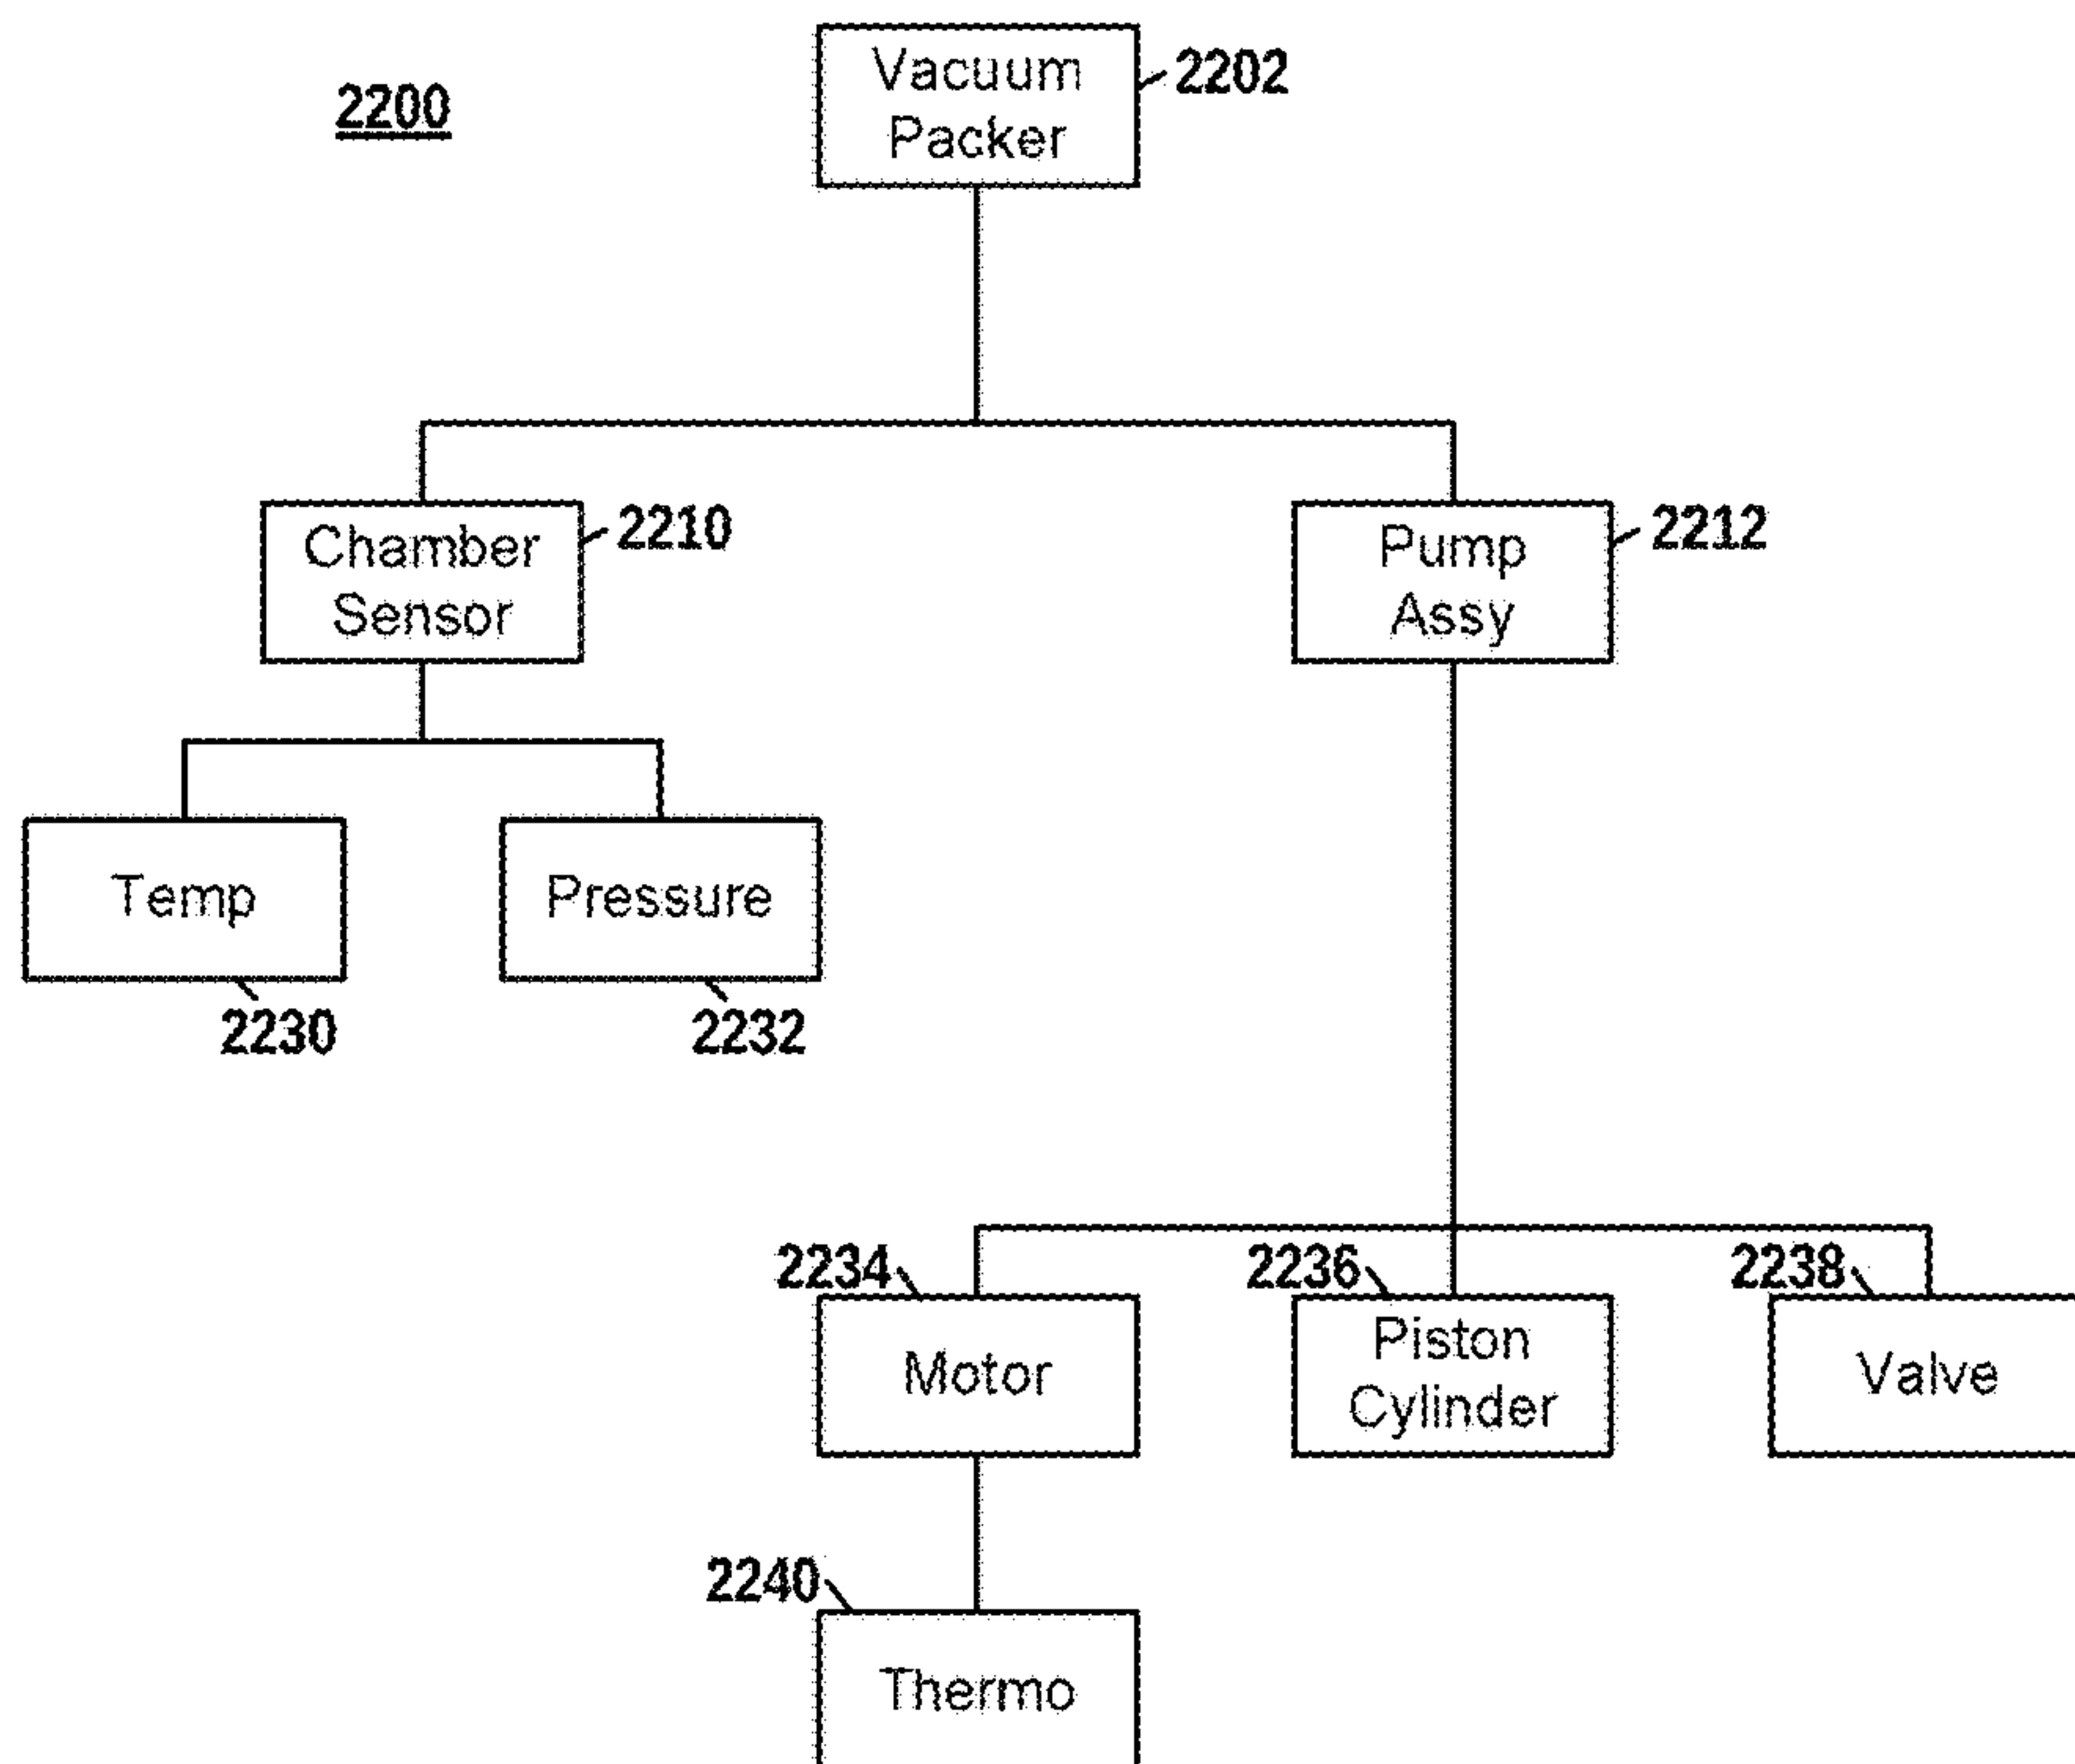 2200
Vacuum
Packer
2202
Chamber
Sensor
2210
Pump
Assy
2212
Temp
2230
Pressure
2232
2234
Motor
2236
Piston
Cylinder
2238
Valve
2240
Thermo